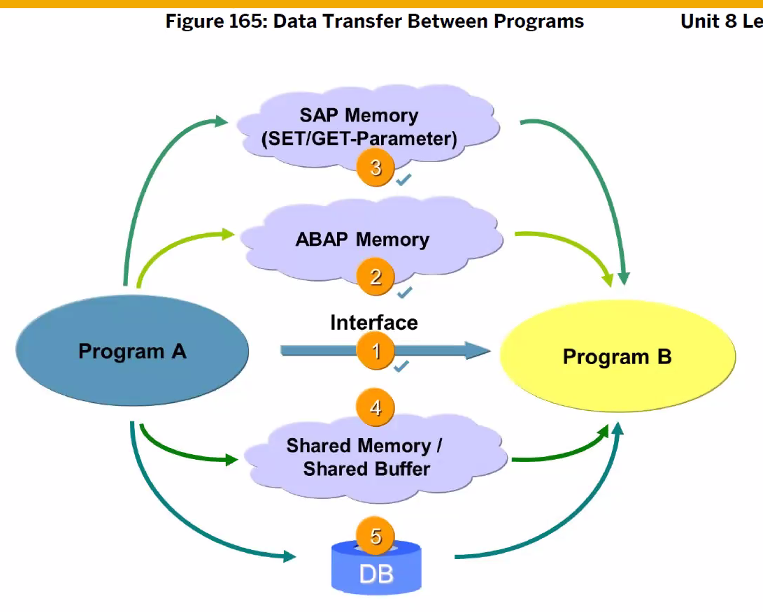 Figure 165: Data Transfer Between Programs
Unit 8 Le
SAP Memory
(SET/GET-Parameter)
3
ABAP Memory
2
Interface
Program A
1
Program B
4
Shared Memory /
Shared Buffer
5
DB